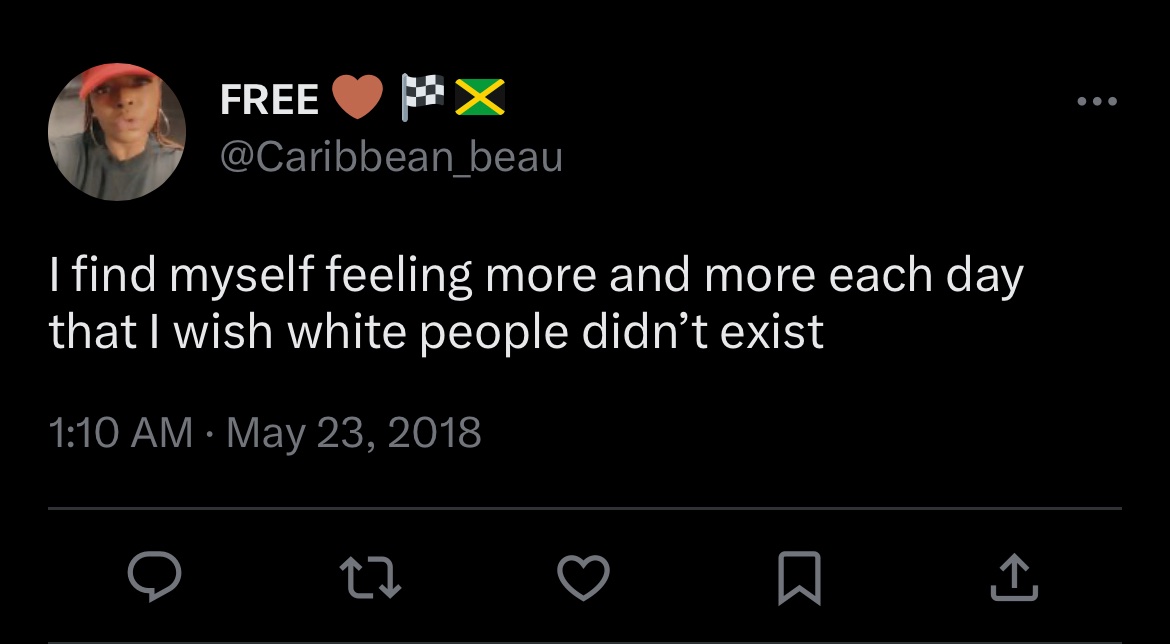 FREE 🤎 🏁 🇯🇲
@Caribbean_beau
I find myself feeling more and more each day
that I wish white people didn’t exist
1:10 AM · May 23, 2018